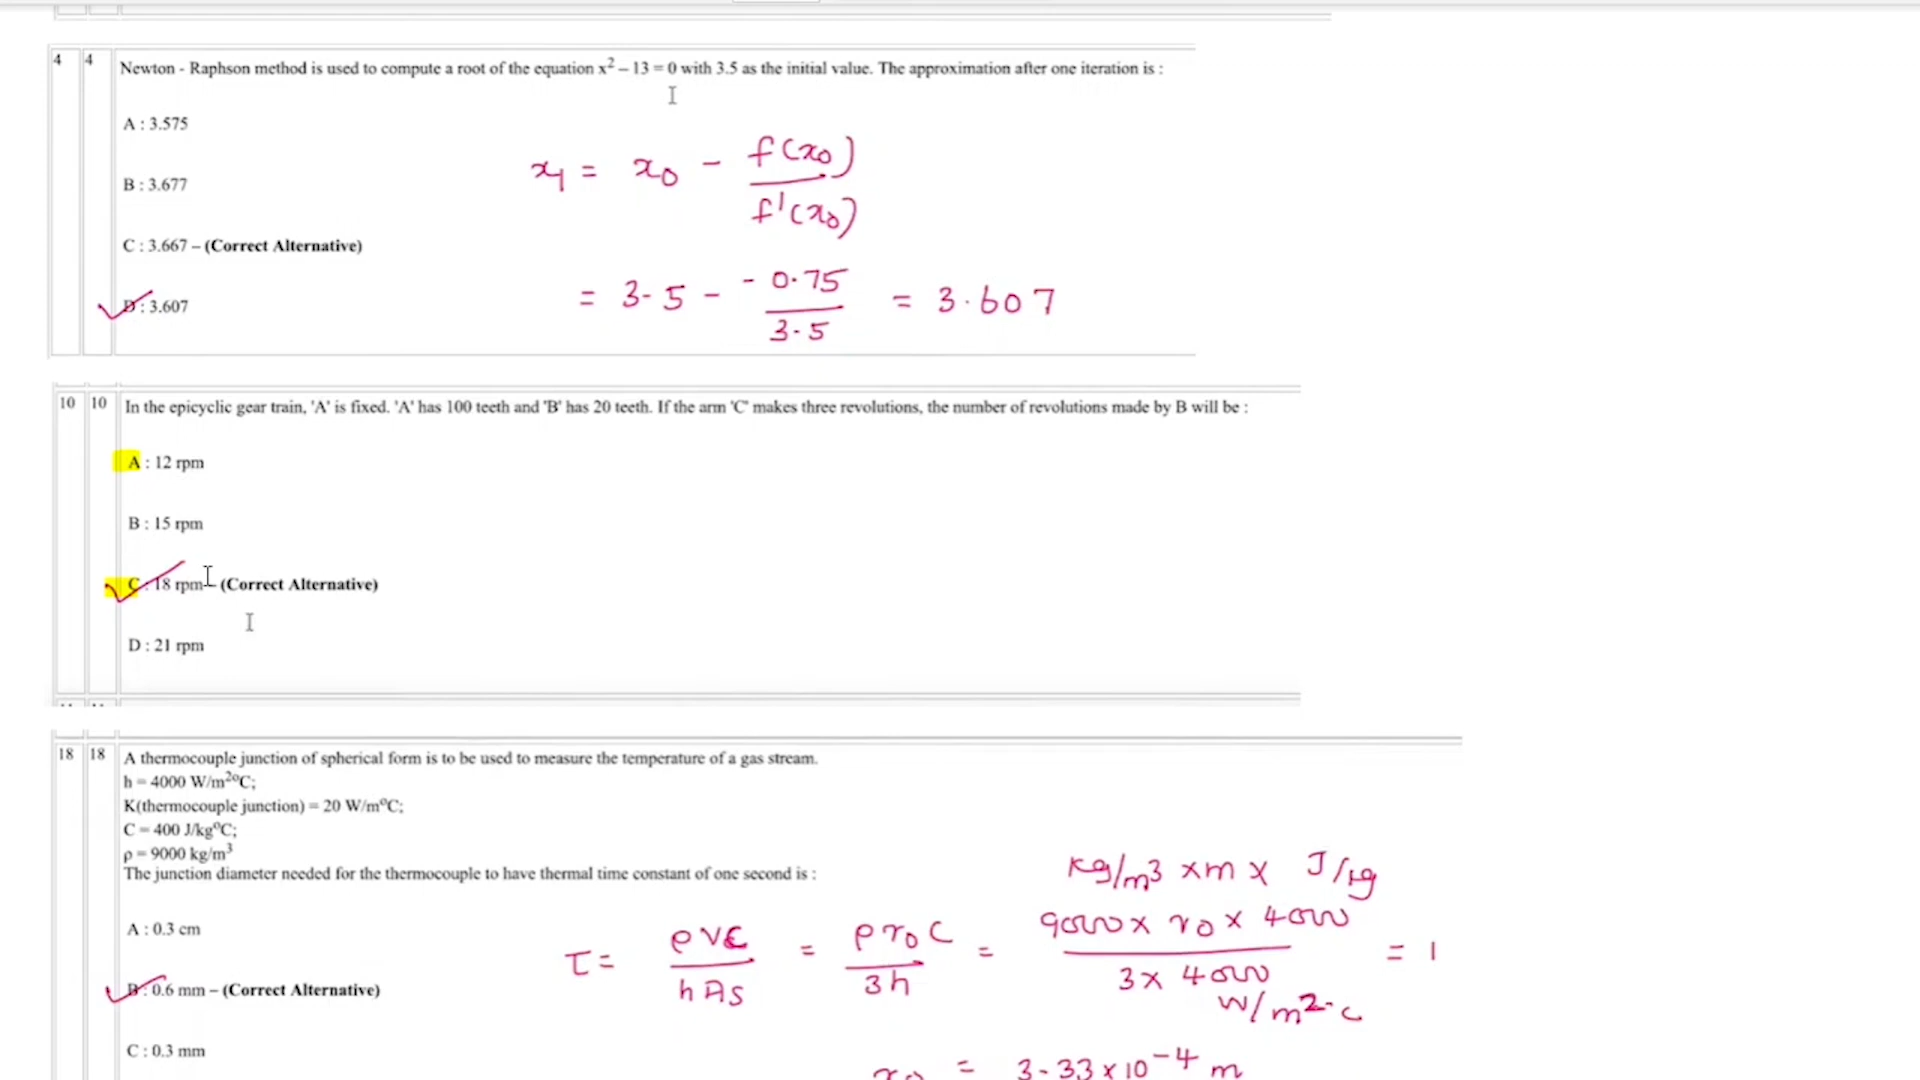 4 4 Newton - Raphson method is used to compute a root of the equation x² – 13 = 0 with 3.5 as the initial value. The approximation after one iteration is :
A : 3.575
B : 3.677
C : 3.667 – (Correct Alternative)
D : 3.607
x₁ = x₀ - f(x₀) / f'(x₀)
= 3.5 - -0.75 / 3.5 = 3.607
10 10 In the epicyclic gear train, 'A' is fixed. 'A' has 100 teeth and 'B' has 20 teeth. If the arm 'C' makes three revolutions, the number of revolutions made by B will be :
A : 12 rpm
B : 15 rpm
C : 18 rpm – (Correct Alternative)
D : 21 rpm
18 18 A thermocouple junction of spherical form is to be used to measure the temperature of a gas stream.
h = 4000 W/m²⁰C;
K(thermocouple junction) = 20 W/m⁰C;
C = 400 J/kg⁰C;
ρ = 9000 kg/m³
The junction diameter needed for the thermocouple to have thermal time constant of one second is :
A : 0.3 cm
B : 0.6 mm – (Correct Alternative)
C : 0.3 mm
kg/m³ x m x J/kg
τ = ρVC / hAs = ρr₀C / 3h = 9000 x r₀ x 4000 / 3 x 4000 = 1
W/m²-c
= 3.33 x 10⁻⁴ m